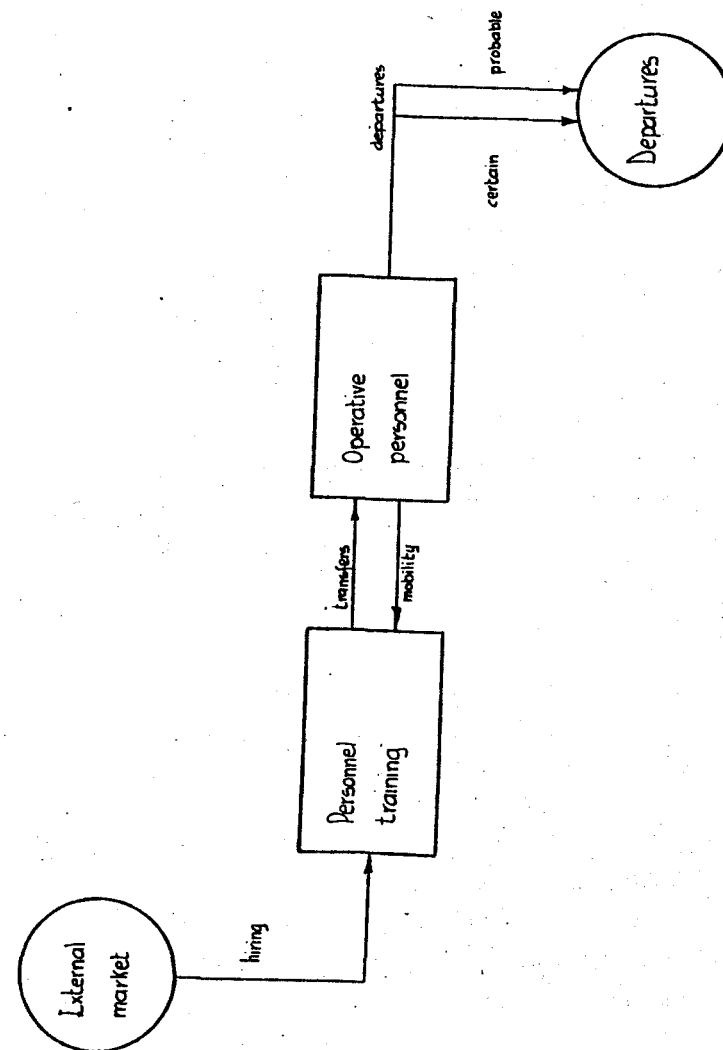 External
market
hiring
Personnel
training
transfers
mobility
Operative
personnel
departures
certain
probable
Departures